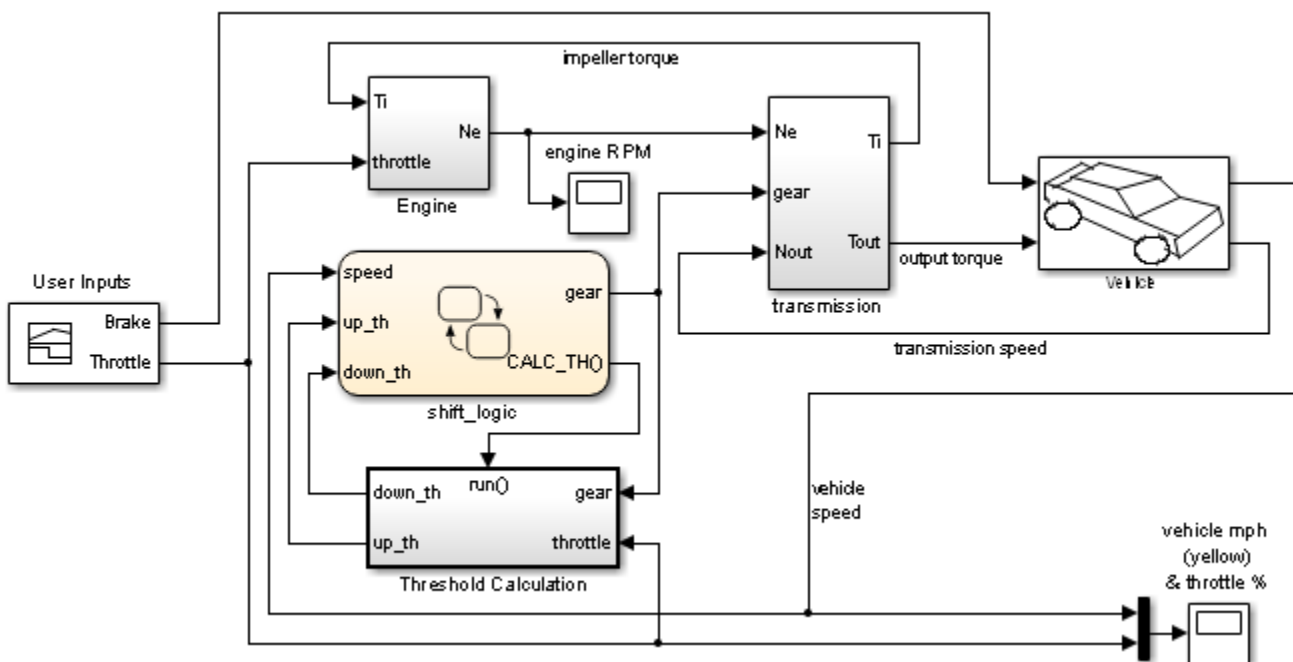 impeller torque
Ti
Ne
throttle
Engine
engine RPM
Ne
Ti
gear
Nout
Tout
transmission
output torque
Vehicle
transmission speed
User Inputs
Brake
Throttle
speed
up_th
down_th
gear
CALC_TH()
shift_logic
run()
down_th
gear
up_th
throttle
Threshold Calculation
vehicle
speed
vehicle mph
(yellow)
& throttle %